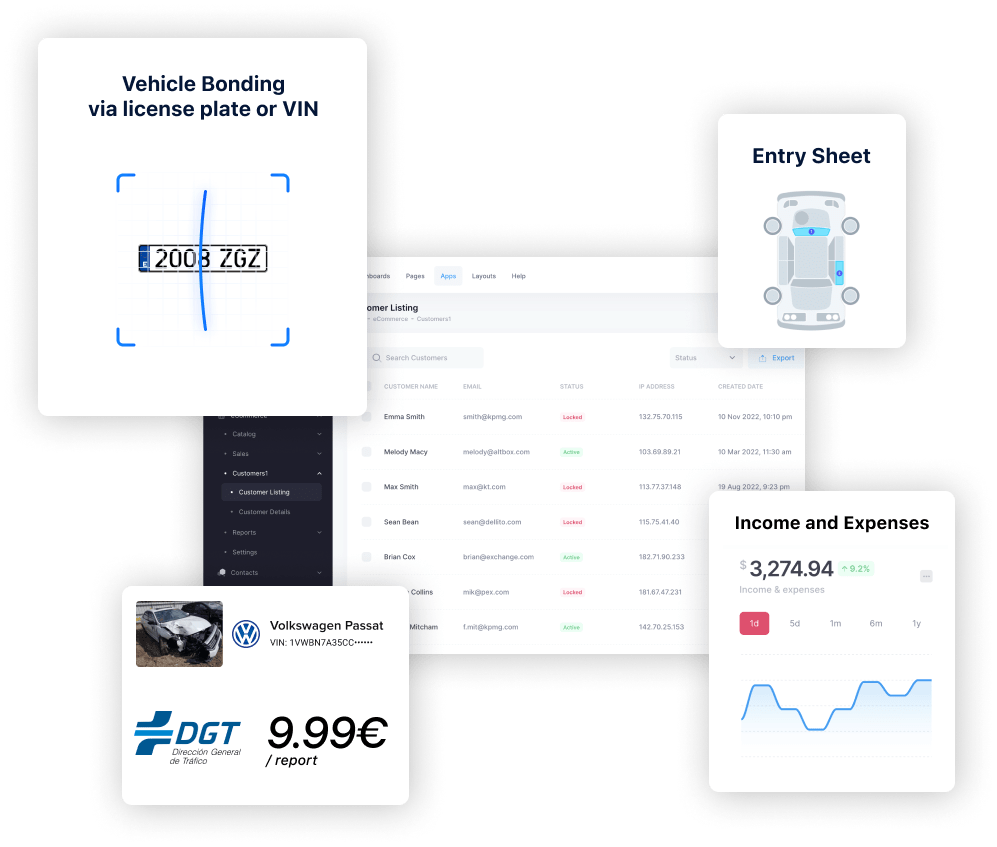 Vehicle Bonding
via license plate or VIN
E
2008 ZGZ
Entry Sheet
Pages
Apps
Layouts
Help
omer Listing
eCommerce – Customers1
Search Customers
Status
Export
CUSTOMER NAME EMAIL STATUS IP ADDRESS CREATED DATE
Emma Smith smith@kpmg.com Locked 132.75.70.115 10 Nov 2022, 10:10 pm
Melody Macy melody@altbox.com Active 103.69.89.21 10 Mar 2022, 11:30 am
Max Smith max@kt.com Locked 113.77.37.148 19 Aug 2022, 9:23 pm
Sean Bean sean@dellito.com Locked 115.75.41.40
Brian Cox brian@exchange.com Active 182.71.90.233
Collins mik@pex.com Locked 181.67.47.231
Mitcham f.mit@kpmg.com Active 142.70.25.153
Catalog
Sales
Customers1
Customer Listing
Customer Details
Reports
Settings
Contacts
Volkswagen Passat
VIN: 1VWBN7A35CC••••••
DGT
Dirección General
de Tráfico
9.99€
/ report
Income and Expenses
$3,274.94 ↑ 9.2%
Income & expenses
1d 5d 1m 6m 1y